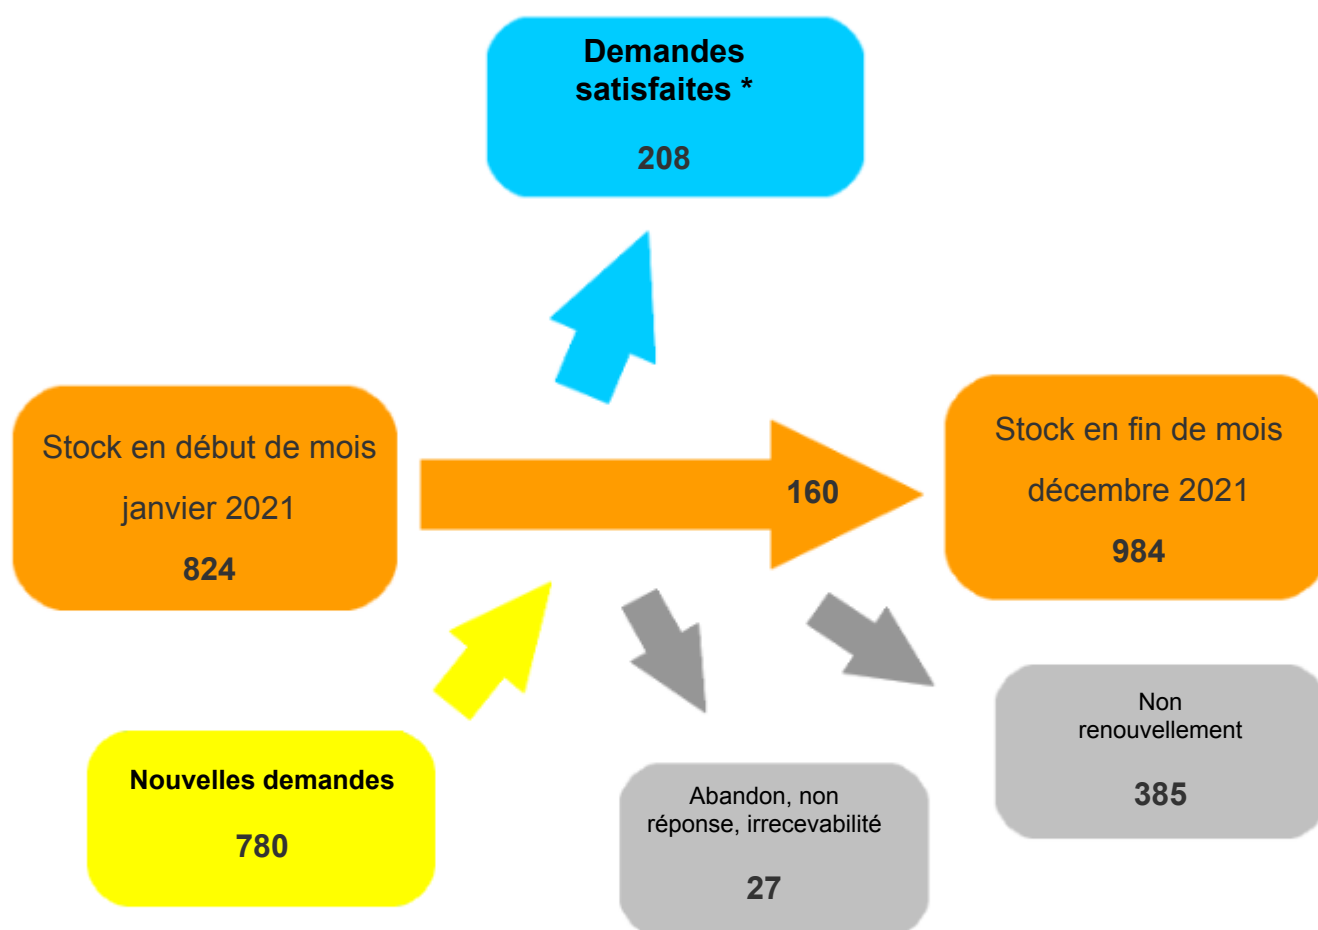 Demandes
satisfaites *
208
Stock en début de mois
janvier 2021
824
160
Stock en fin de mois
décembre 2021
984
Nouvelles demandes
780
Abandon, non
réponse, irrecevabilité
27
Non
renouvellement
385